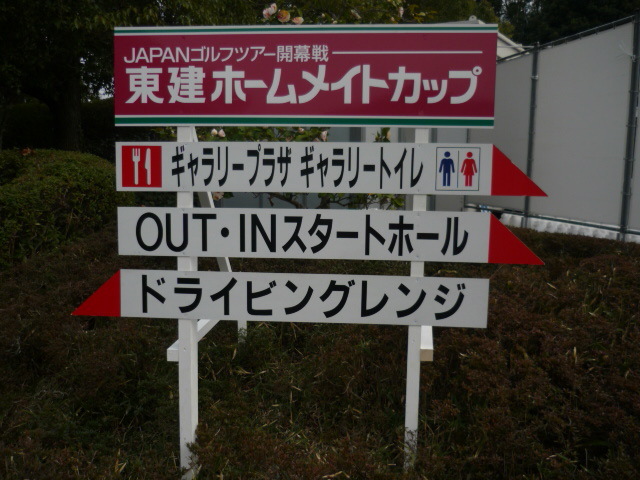 JAPANゴルフツアー開幕戦
東建ホームメイトカップ
ギャラリープラザ ギャラリートイレ
OUT・INスタートホール
ドライビングレンジ